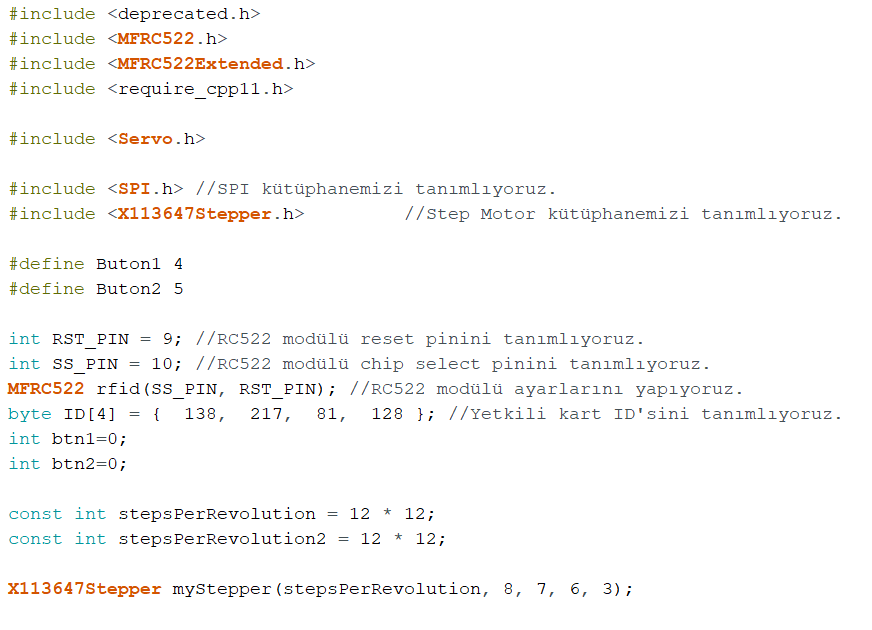 #include <deprecated.h>
#include <MFRC522.h>
#include <MFRC522Extended.h>
#include <require_cpp11.h>
#include <Servo.h>
#include <SPI.h> //SPI kütüphanemizi tanımlıyoruz.
#include <X113647Stepper.h> //Step Motor kütüphanemizi tanımlıyoruz.
#define Buton1 4
#define Buton2 5
int RST_PIN = 9; //RC522 modülü reset pinini tanımlıyoruz.
int SS_PIN = 10; //RC522 modülü chip select pinini tanımlıyoruz.
MFRC522 rfid(SS_PIN, RST_PIN); //RC522 modülü ayarlarını yapıyoruz.
byte ID[4] = { 138, 217, 81, 128 }; //Yetkili kart ID'sini tanımlıyoruz.
int btn1=0;
int btn2=0;
const int stepsPerRevolution = 12 * 12;
const int stepsPerRevolution2 = 12 * 12;
X113647Stepper myStepper(stepsPerRevolution, 8, 7, 6, 3);